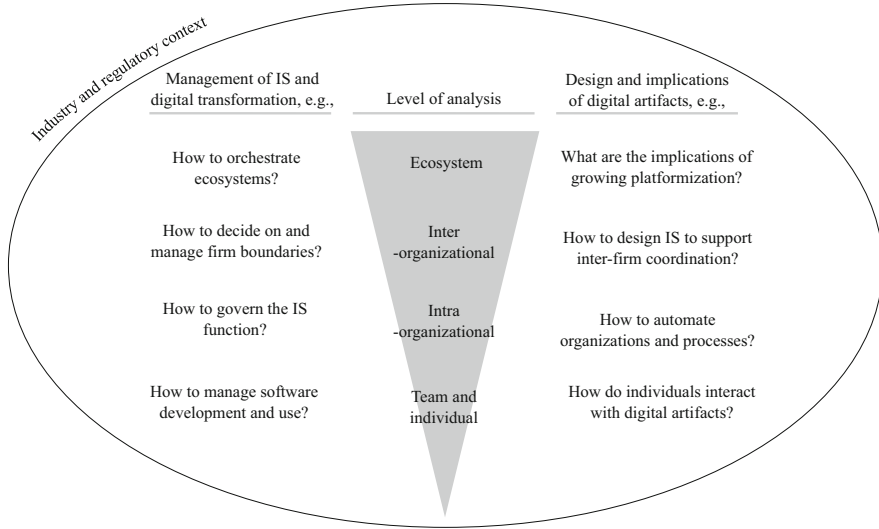 Industry and regulatory context
Management of IS and
digital transformation, e.g.,
Level of analysis
Design and implications
of digital artifacts, e.g.,
How to orchestrate
ecosystems?
Ecosystem
What are the implications of
growing platformization?
How to decide on and
manage firm boundaries?
Inter
-organizational
How to design IS to support
inter-firm coordination?
How to govern the IS
function?
Intra
-organizational
How to automate
organizations and processes?
How to manage software
development and use?
Team and
individual
How do individuals interact
with digital artifacts?